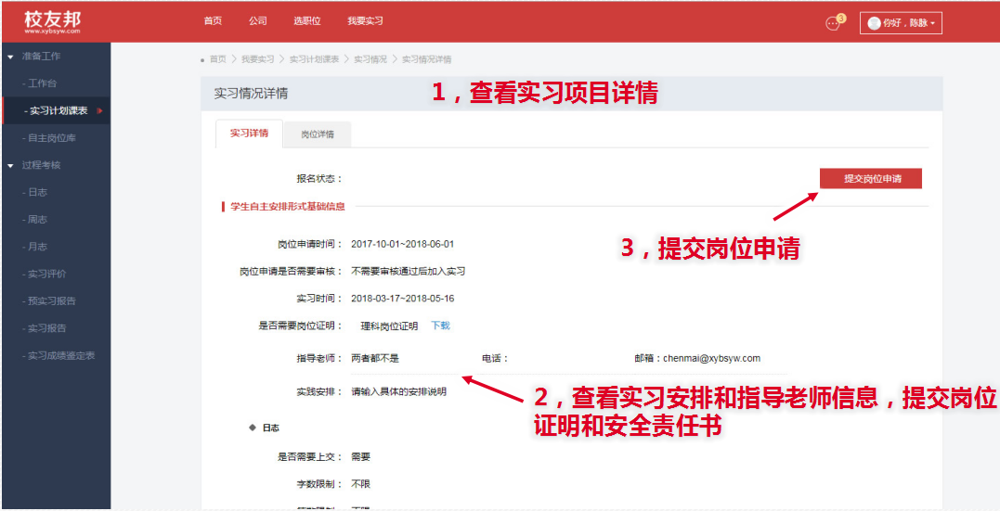 校友邦
www.xybsyw.com
首页 公司 选职位 我要实习
3
你好，陈脉
准备工作
- 工作台
- 实习计划课表
- 自主岗位库
过程考核
- 日志
- 周志
- 月志
- 实习评价
- 预实习报告
- 实习报告
- 实习成绩鉴定表
首页 > 我要实习 > 实习计划课表 > 实习情况 > 实习情况详情
实习情况详情
1，查看实习项目详情
实习详情 岗位详情
报名状态：
提交岗位申请
学生自主安排形式基础信息
3，提交岗位申请
岗位申请时间： 2017-10-01~2018-06-01
岗位申请是否需要审核： 不需要审核通过后加入实习
实习时间： 2018-03-17~2018-05-16
是否需要岗位证明： 理科岗位证明 下载
指导老师： 两者都不是 电话： 邮箱：chenmai@xybsyw.com
实践安排： 请输入具体的安排说明
2，查看实习安排和指导老师信息，提交岗位
证明和安全责任书
◆ 日志
是否需要上交： 需要
字数限制： 不限